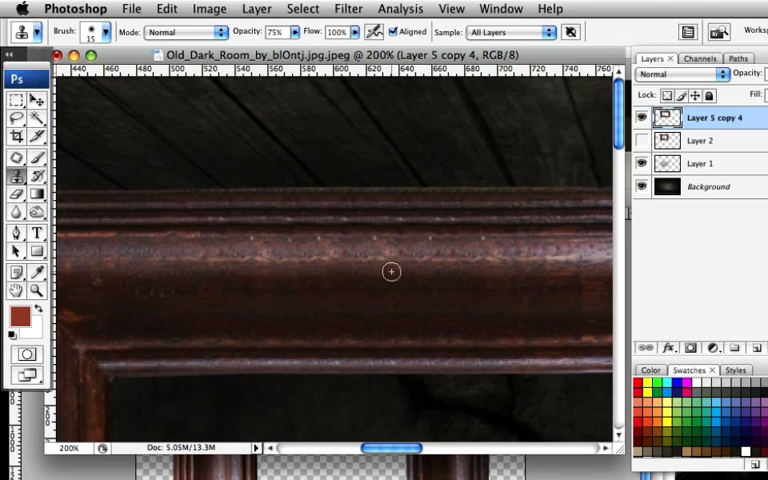 Photoshop File Edit Image Layer Select Filter Analysis View Window Help
Brush: 15 Mode: Normal Opacity: 75% Flow: 100% Aligned Sample: All Layers Works
Old_Dark_Room_by_blOntj.jpg.jpeg @ 200% (Layer 5 copy 4, RGB/8)
440 460 480 500 520 540 560 580 600 620 640 660 680 700 720 740 760
Ps
T
Layers x Channels Paths
Normal Opacity:
Lock: Fill:
Layer 5 copy 4
Layer 2
Layer 1
Background
fx
Color Swatches x Styles
200% Doc: 5.05M/13.3M